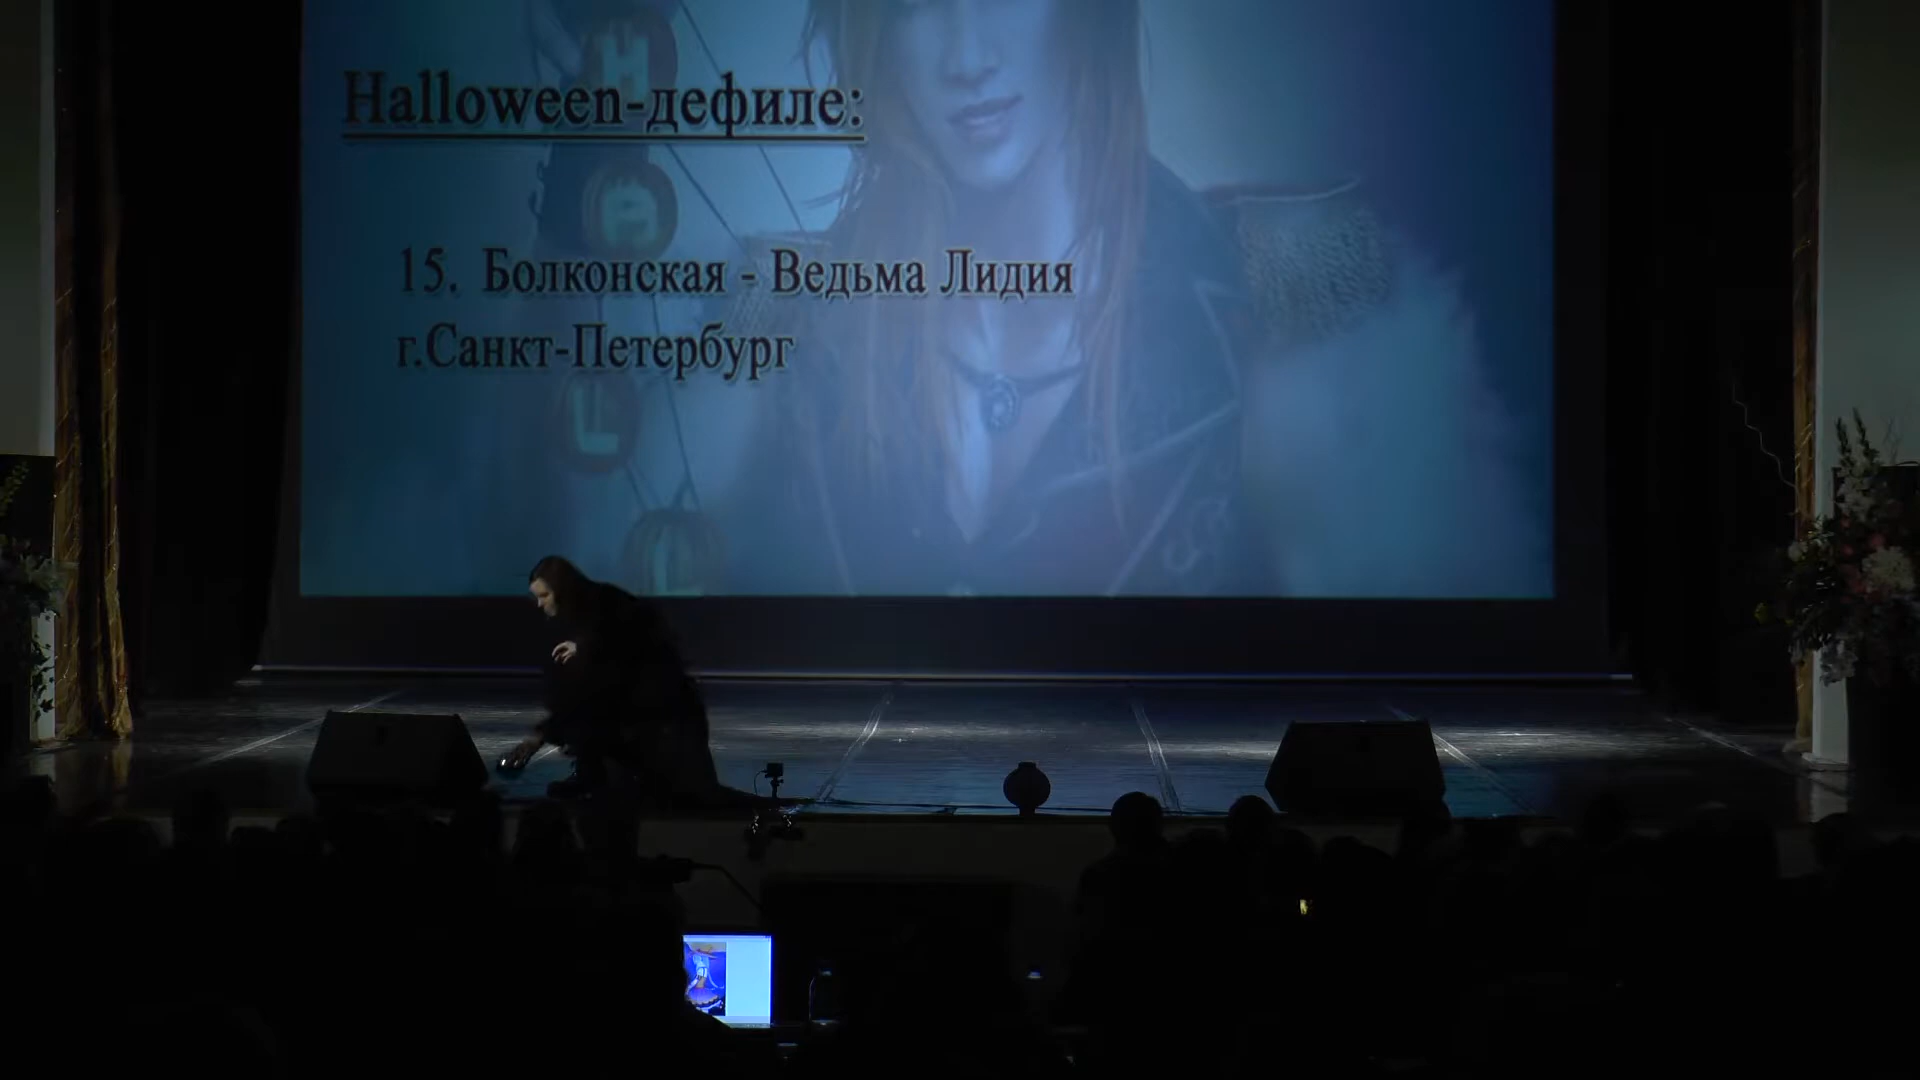 Halloween-дефиле:
15. Болконская - Ведьма Лидия
г.Санкт-Петербург